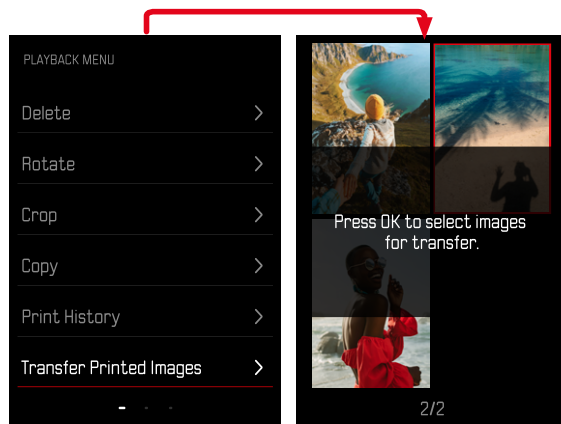 PLAYBACK MENU
Delete
Rotate
Crop
Copy
Print History
Transfer Printed Images
Press OK to select images
for transfer.
2/2